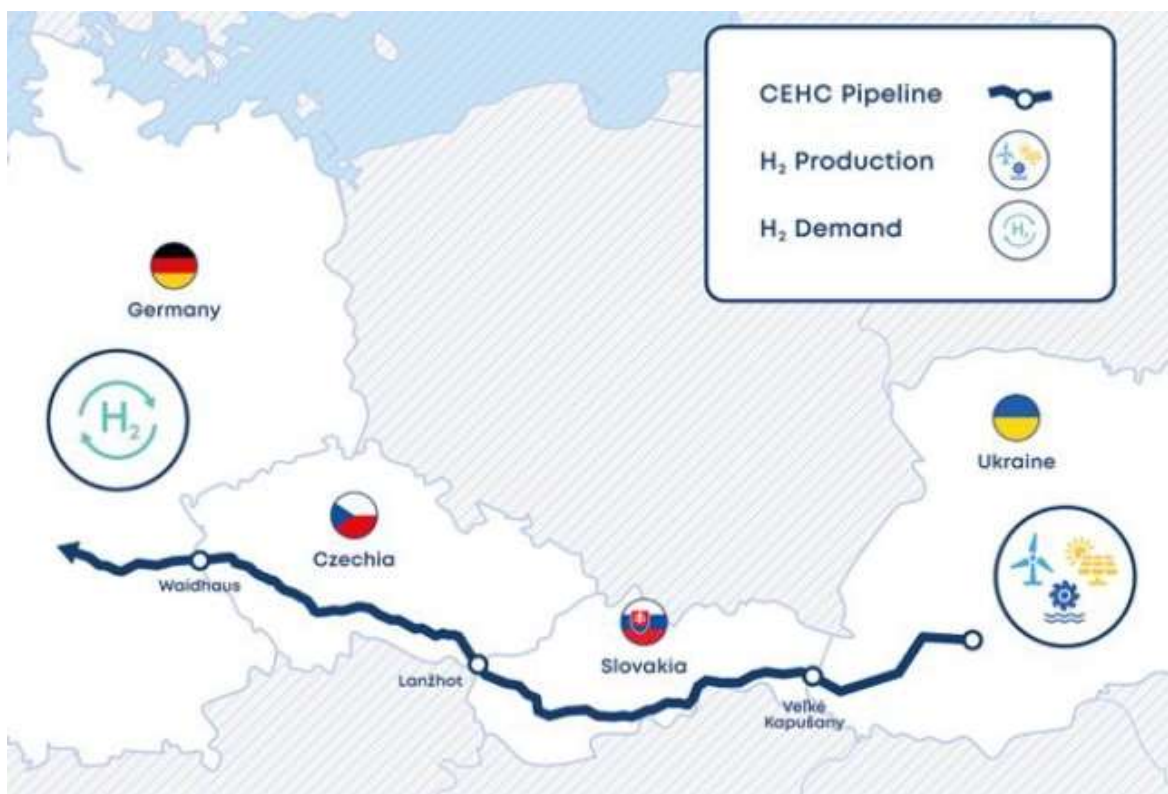 CEHC Pipeline
H₂ Production
H₂ Demand
Germany
H₂
Ukraine
Czechia
Waidhaus
Slovakia
Lanžhot
Veľké
Kapušany